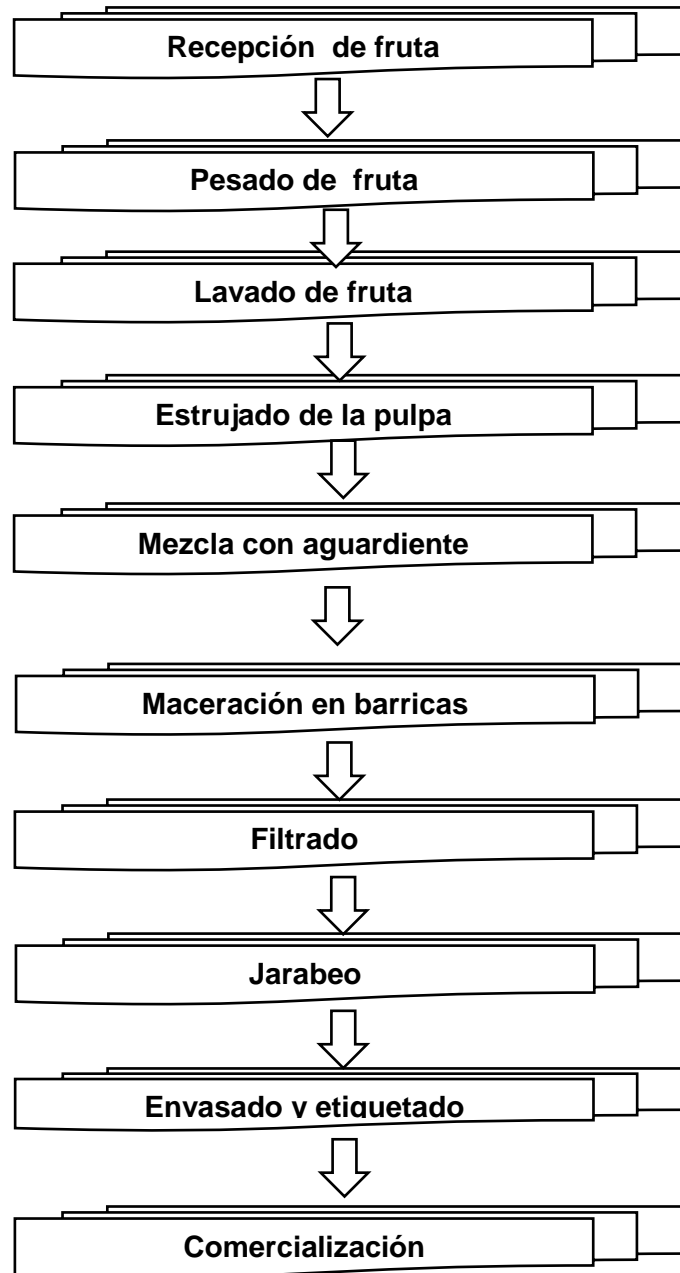 Recepción de fruta
Pesado de fruta
Lavado de fruta
Estrujado de la pulpa
Mezcla con aguardiente
Maceración en barricas
Filtrado
Jarabeo
Envasado y etiquetado
Comercialización